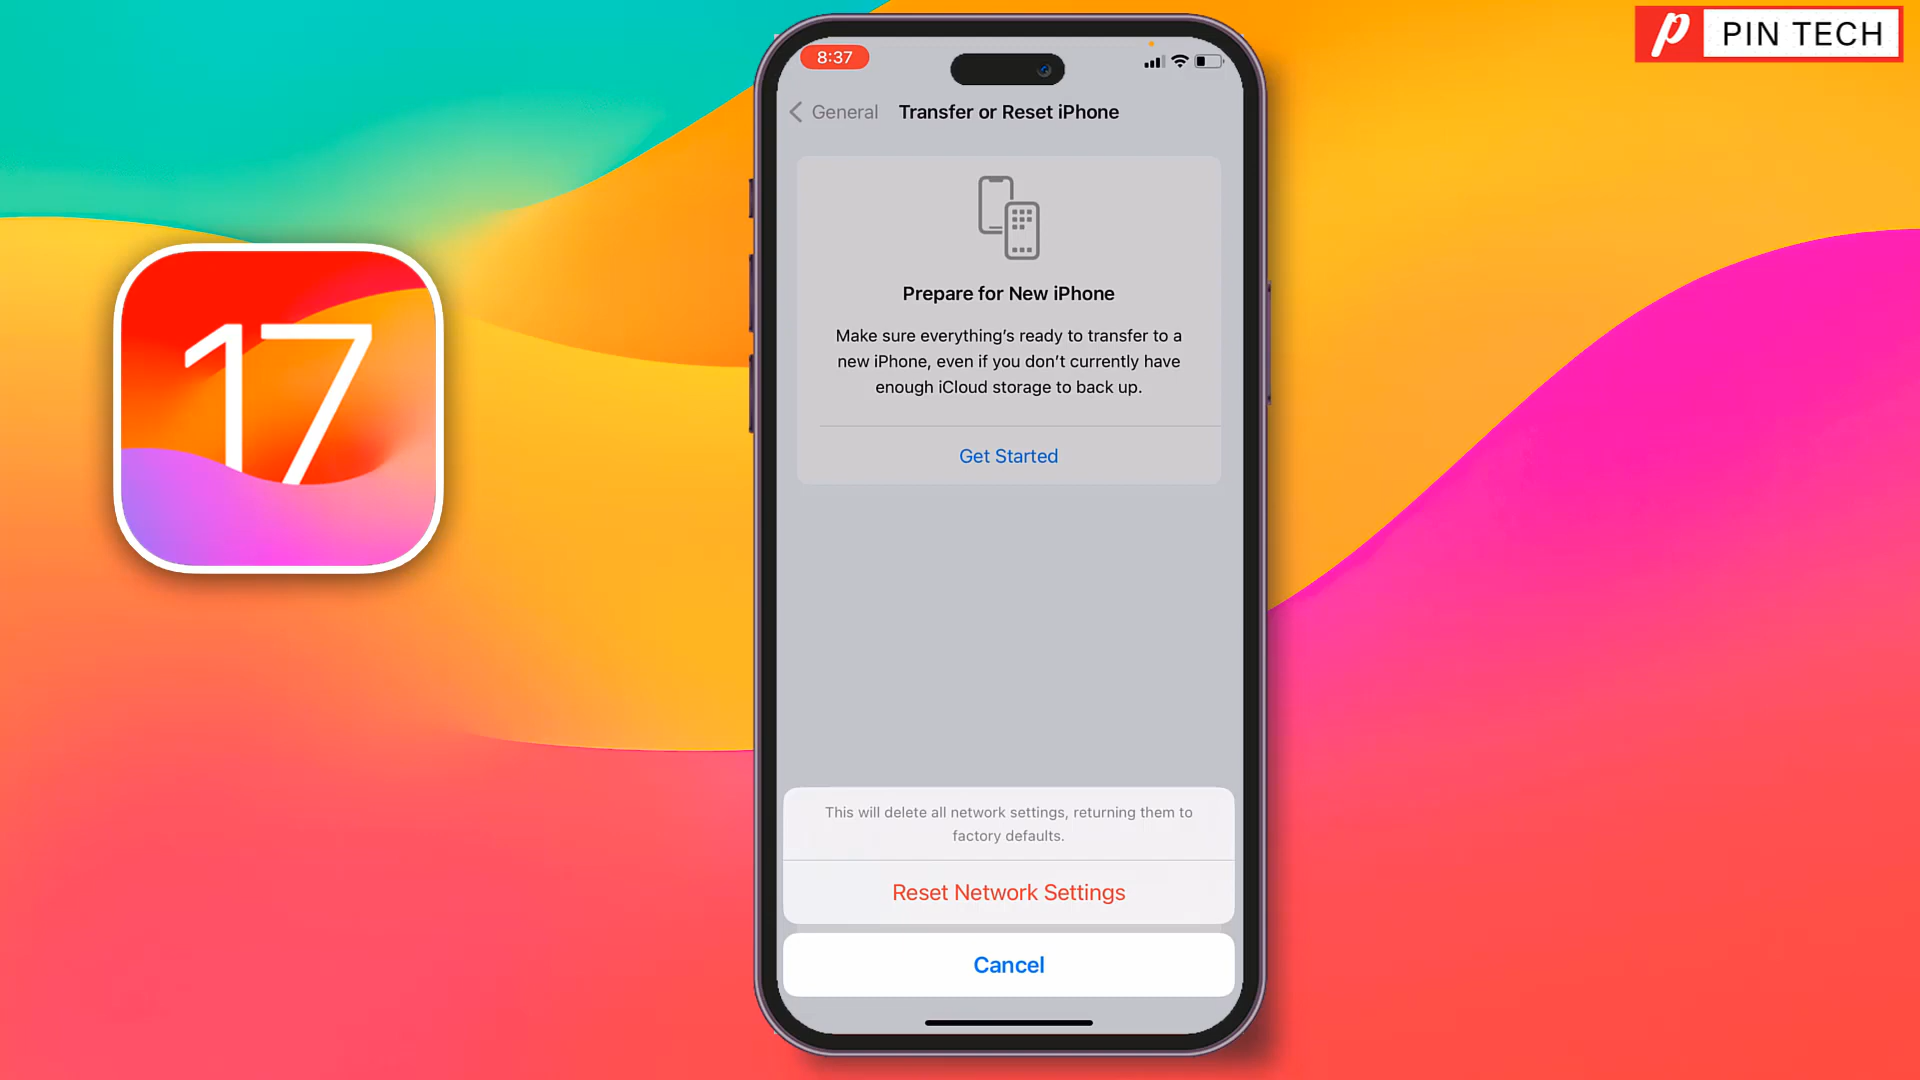 8:37
PIN TECH
General
Transfer or Reset iPhone
17
Prepare for New iPhone
Make sure everything's ready to transfer to a
new iPhone, even if you don't currently have
enough iCloud storage to back up.
Get Started
This will delete all network settings, returning them to
factory defaults.
Reset Network Settings
Cancel